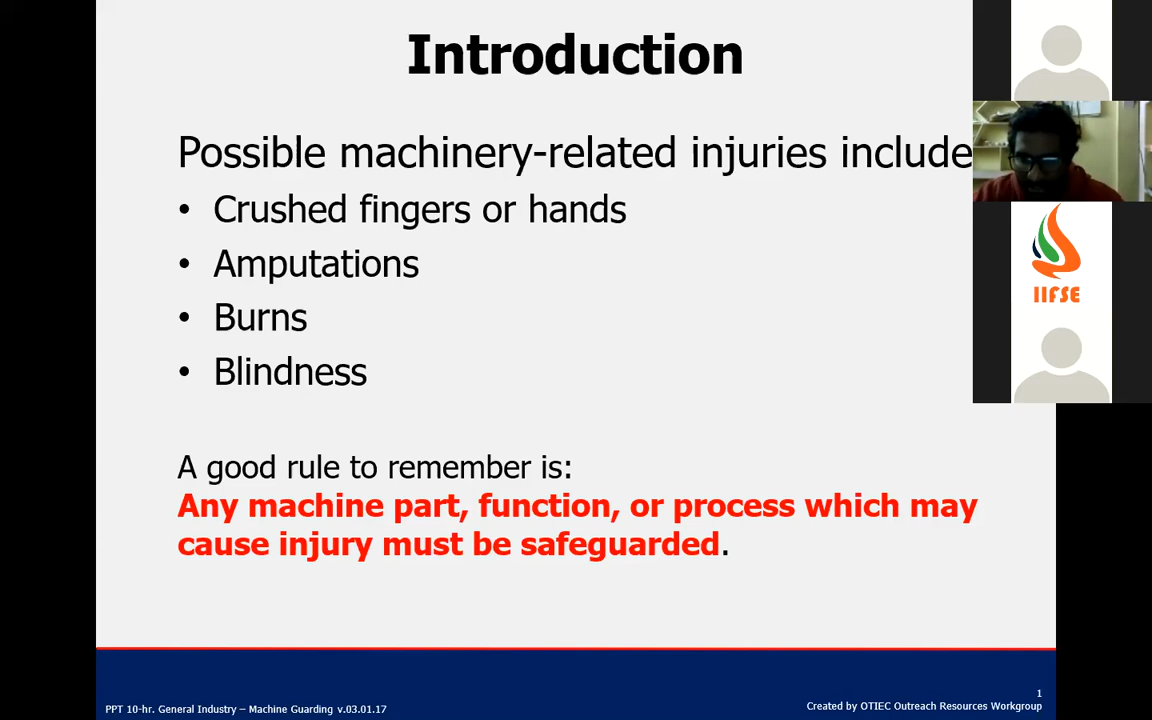 Introduction
Possible machinery-related injuries include
• Crushed fingers or hands
• Amputations
• Burns
• Blindness
A good rule to remember is:
Any machine part, function, or process which may
cause injury must be safeguarded.
IIFSE
1
PPT 10-hr. General Industry – Machine Guarding v.03.01.17
Created by OTIEC Outreach Resources Workgroup